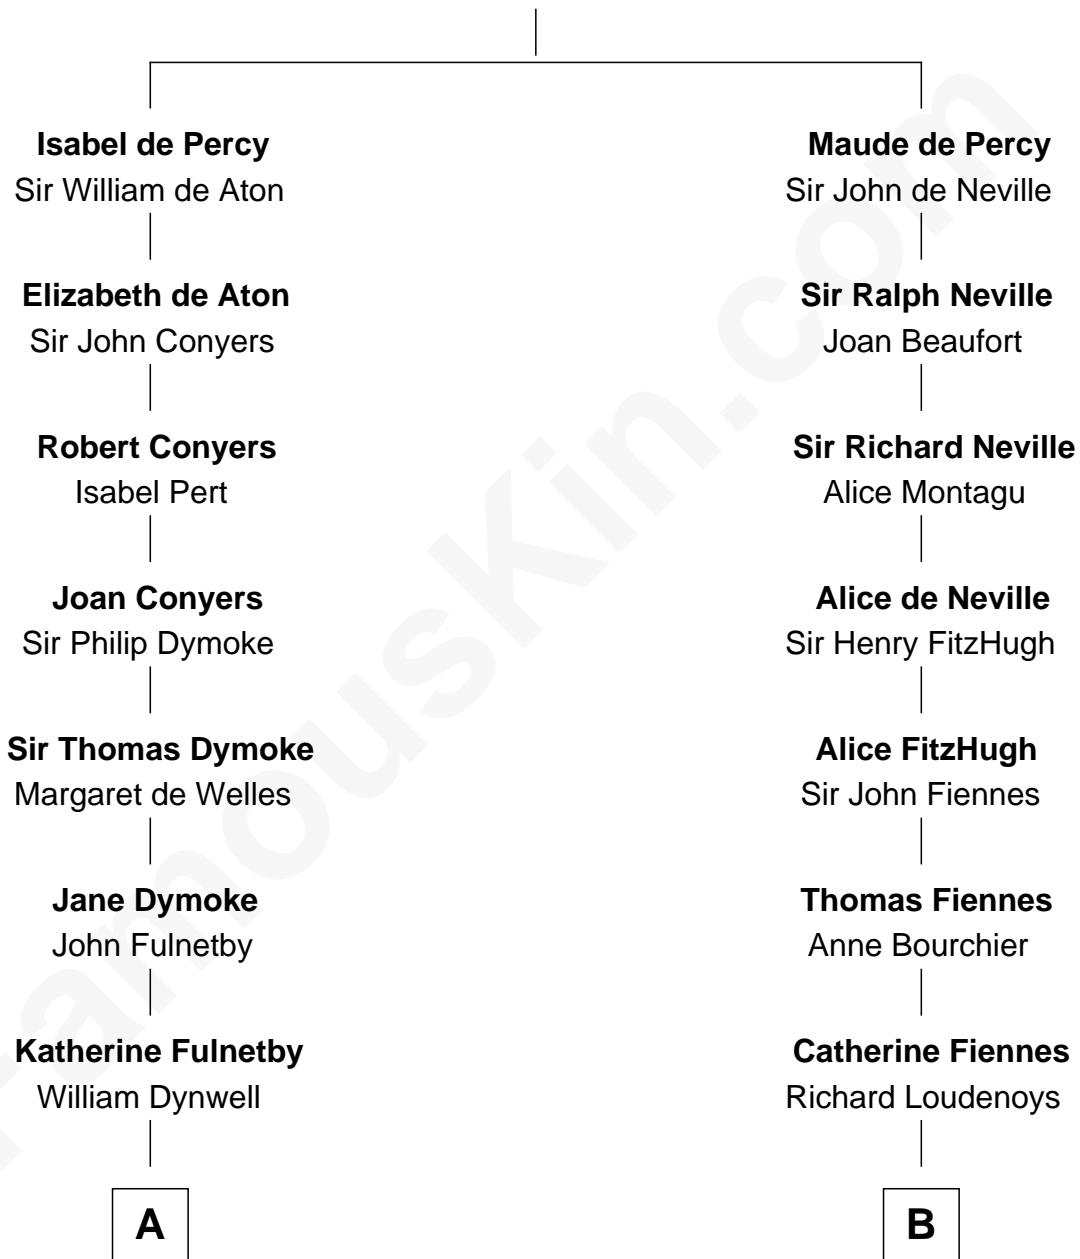 Isabel de Percy
Sir William de Aton
Elizabeth de Aton
Sir John Conyers
Robert Conyers
Isabel Pert
Joan Conyers
Sir Philip Dymoke
Sir Thomas Dymoke
Margaret de Welles
Jane Dymoke
John Fulnetby
Katherine Fulnetby
William Dynwell
A
Maude de Percy
Sir John de Neville
Sir Ralph Neville
Joan Beaufort
Sir Richard Neville
Alice Montagu
Alice de Neville
Sir Henry FitzHugh
Alice FitzHugh
Sir John Fiennes
Thomas Fiennes
Anne Bourchier
Catherine Fiennes
Richard Loudenoys
B
FamousKin.com